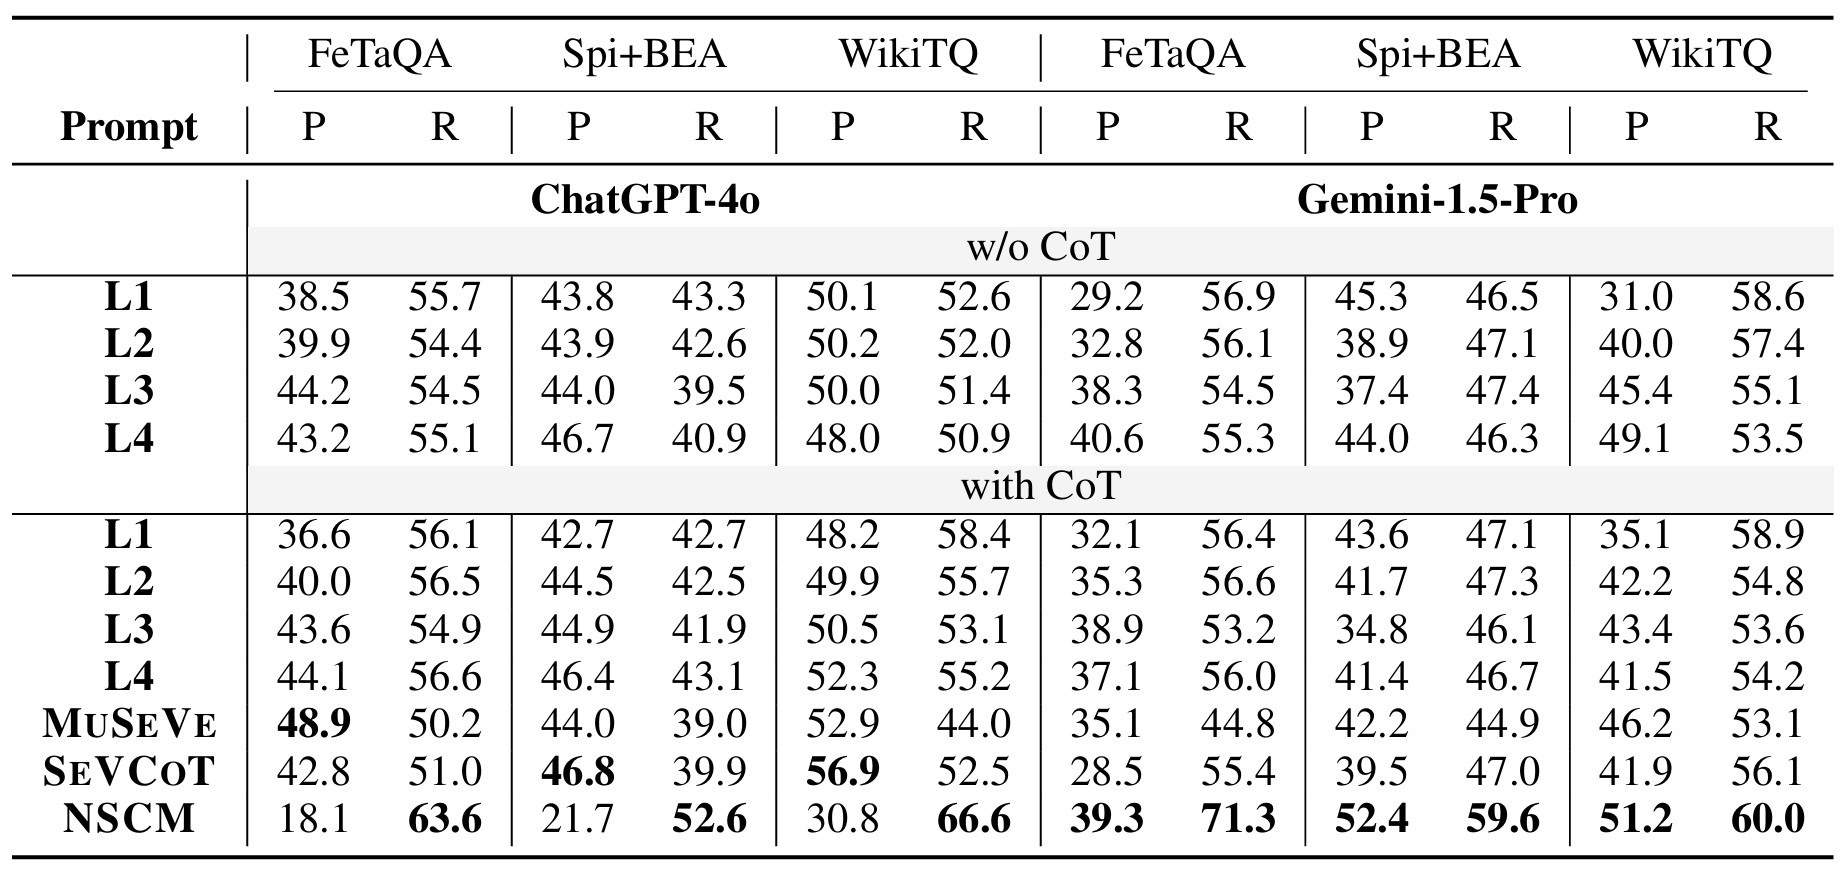 FeTaQA Spi+BEA WikiTQ FeTaQA Spi+BEA WikiTQ
Prompt P R P R P R P R P R P R
ChatGPT-4o Gemini-1.5-Pro
w/o CoT
L1 38.5 55.7 43.8 43.3 50.1 52.6 29.2 56.9 45.3 46.5 31.0 58.6
L2 39.9 54.4 43.9 42.6 50.2 52.0 32.8 56.1 38.9 47.1 40.0 57.4
L3 44.2 54.5 44.0 39.5 50.0 51.4 38.3 54.5 37.4 47.4 45.4 55.1
L4 43.2 55.1 46.7 40.9 48.0 50.9 40.6 55.3 44.0 46.3 49.1 53.5
with CoT
L1 36.6 56.1 42.7 42.7 48.2 58.4 32.1 56.4 43.6 47.1 35.1 58.9
L2 40.0 56.5 44.5 42.5 49.9 55.7 35.3 56.6 41.7 47.3 42.2 54.8
L3 43.6 54.9 44.9 41.9 50.5 53.1 38.9 53.2 34.8 46.1 43.4 53.6
L4 44.1 56.6 46.4 43.1 52.3 55.2 37.1 56.0 41.4 46.7 41.5 54.2
MUSEVE 48.9 50.2 44.0 39.0 52.9 44.0 35.1 44.8 42.2 44.9 46.2 53.1
SEVCOT 42.8 51.0 46.8 39.9 56.9 52.5 28.5 55.4 39.5 47.0 41.9 56.1
NSCM 18.1 63.6 21.7 52.6 30.8 66.6 39.3 71.3 52.4 59.6 51.2 60.0